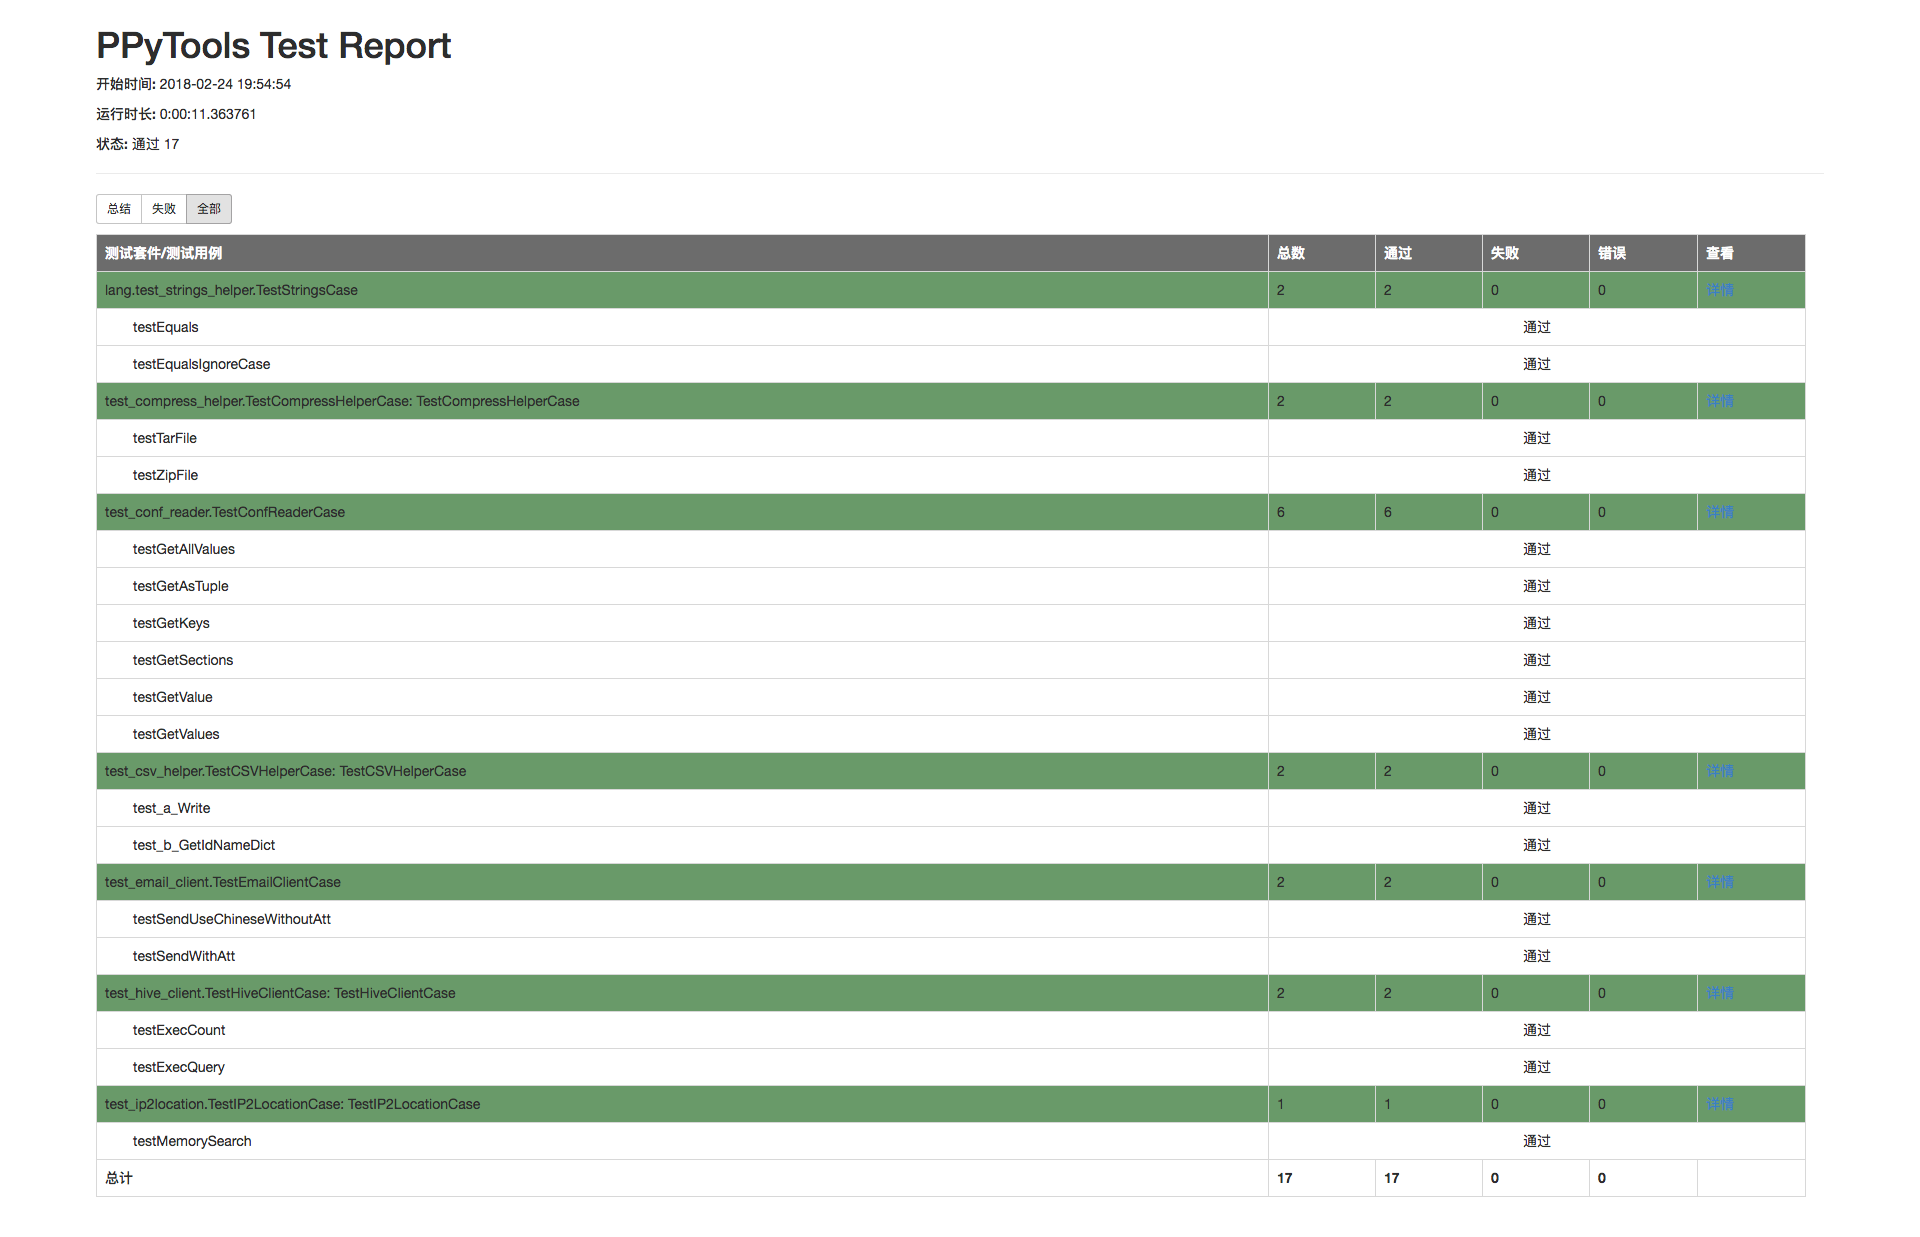 PPyTools Test Report
开始时间: 2018-02-24 19:54:54
运行时长: 0:00:11.363761
状态: 通过 17
总结 失败 全部
测试套件/测试用例 总数 通过 失败 错误 查看
lang.test_strings_helper.TestStringsCase 2 2 0 0 详情
testEquals 通过
testEqualsIgnoreCase 通过
test_compress_helper.TestCompressHelperCase: TestCompressHelperCase 2 2 0 0 详情
testTarFile 通过
testZipFile 通过
test_conf_reader.TestConfReaderCase 6 6 0 0 详情
testGetAllValues 通过
testGetAsTuple 通过
testGetKeys 通过
testGetSections 通过
testGetValue 通过
testGetValues 通过
test_csv_helper.TestCSVHelperCase: TestCSVHelperCase 2 2 0 0 详情
test_a_Write 通过
test_b_GetIdNameDict 通过
test_email_client.TestEmailClientCase 2 2 0 0 详情
testSendUseChineseWithoutAtt 通过
testSendWithAtt 通过
test_hive_client.TestHiveClientCase: TestHiveClientCase 2 2 0 0 详情
testExecCount 通过
testExecQuery 通过
test_ip2location.TestIP2LocationCase: TestIP2LocationCase 1 1 0 0 详情
testMemorySearch 通过
总计 17 17 0 0